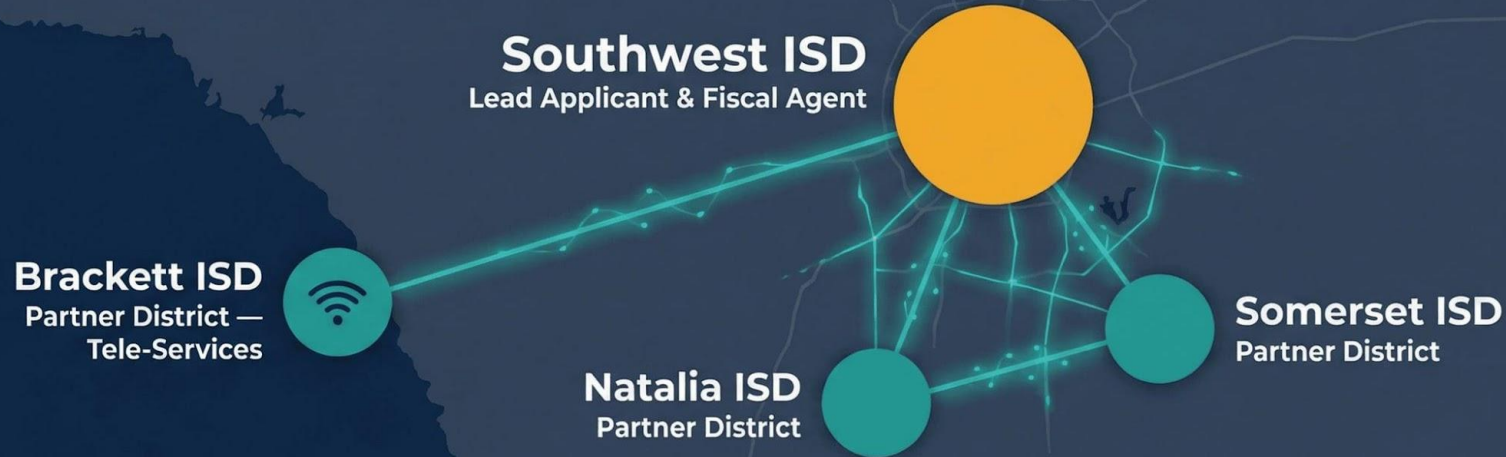 Southwest ISD
Lead Applicant & Fiscal Agent
Brackett ISD
Partner District —
Tele-Services
Somerset ISD
Partner District
Natalia ISD
Partner District